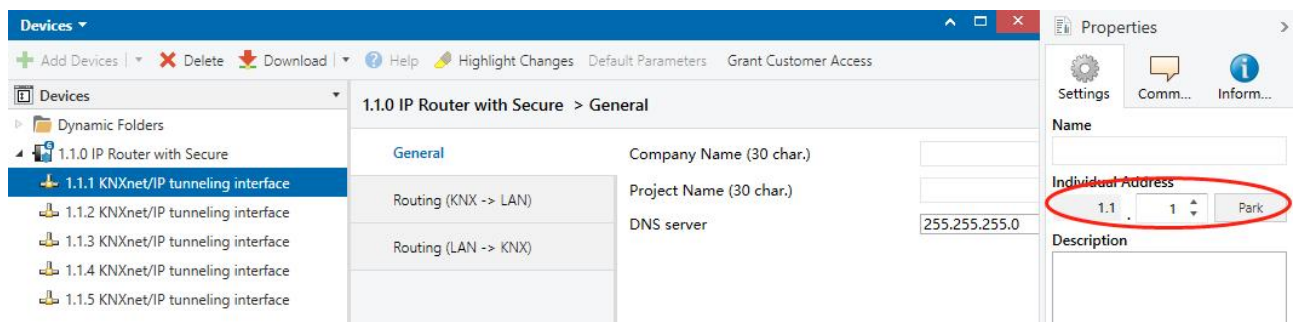 Devices
Add Devices Delete Download Help Highlight Changes Default Parameters Grant Customer Access
Devices
Dynamic Folders
1.1.0 IP Router with Secure
1.1.1 KNXnet/IP tunneling interface
1.1.2 KNXnet/IP tunneling interface
1.1.3 KNXnet/IP tunneling interface
1.1.4 KNXnet/IP tunneling interface
1.1.5 KNXnet/IP tunneling interface
1.1.0 IP Router with Secure > General
General
Routing (KNX -> LAN)
Routing (LAN -> KNX)
Company Name (30 char.)
Project Name (30 char.)
DNS server 255.255.255.0
Properties
Settings Comm... Inform...
Name
Individual Address
1.1 . 1 Park
Description